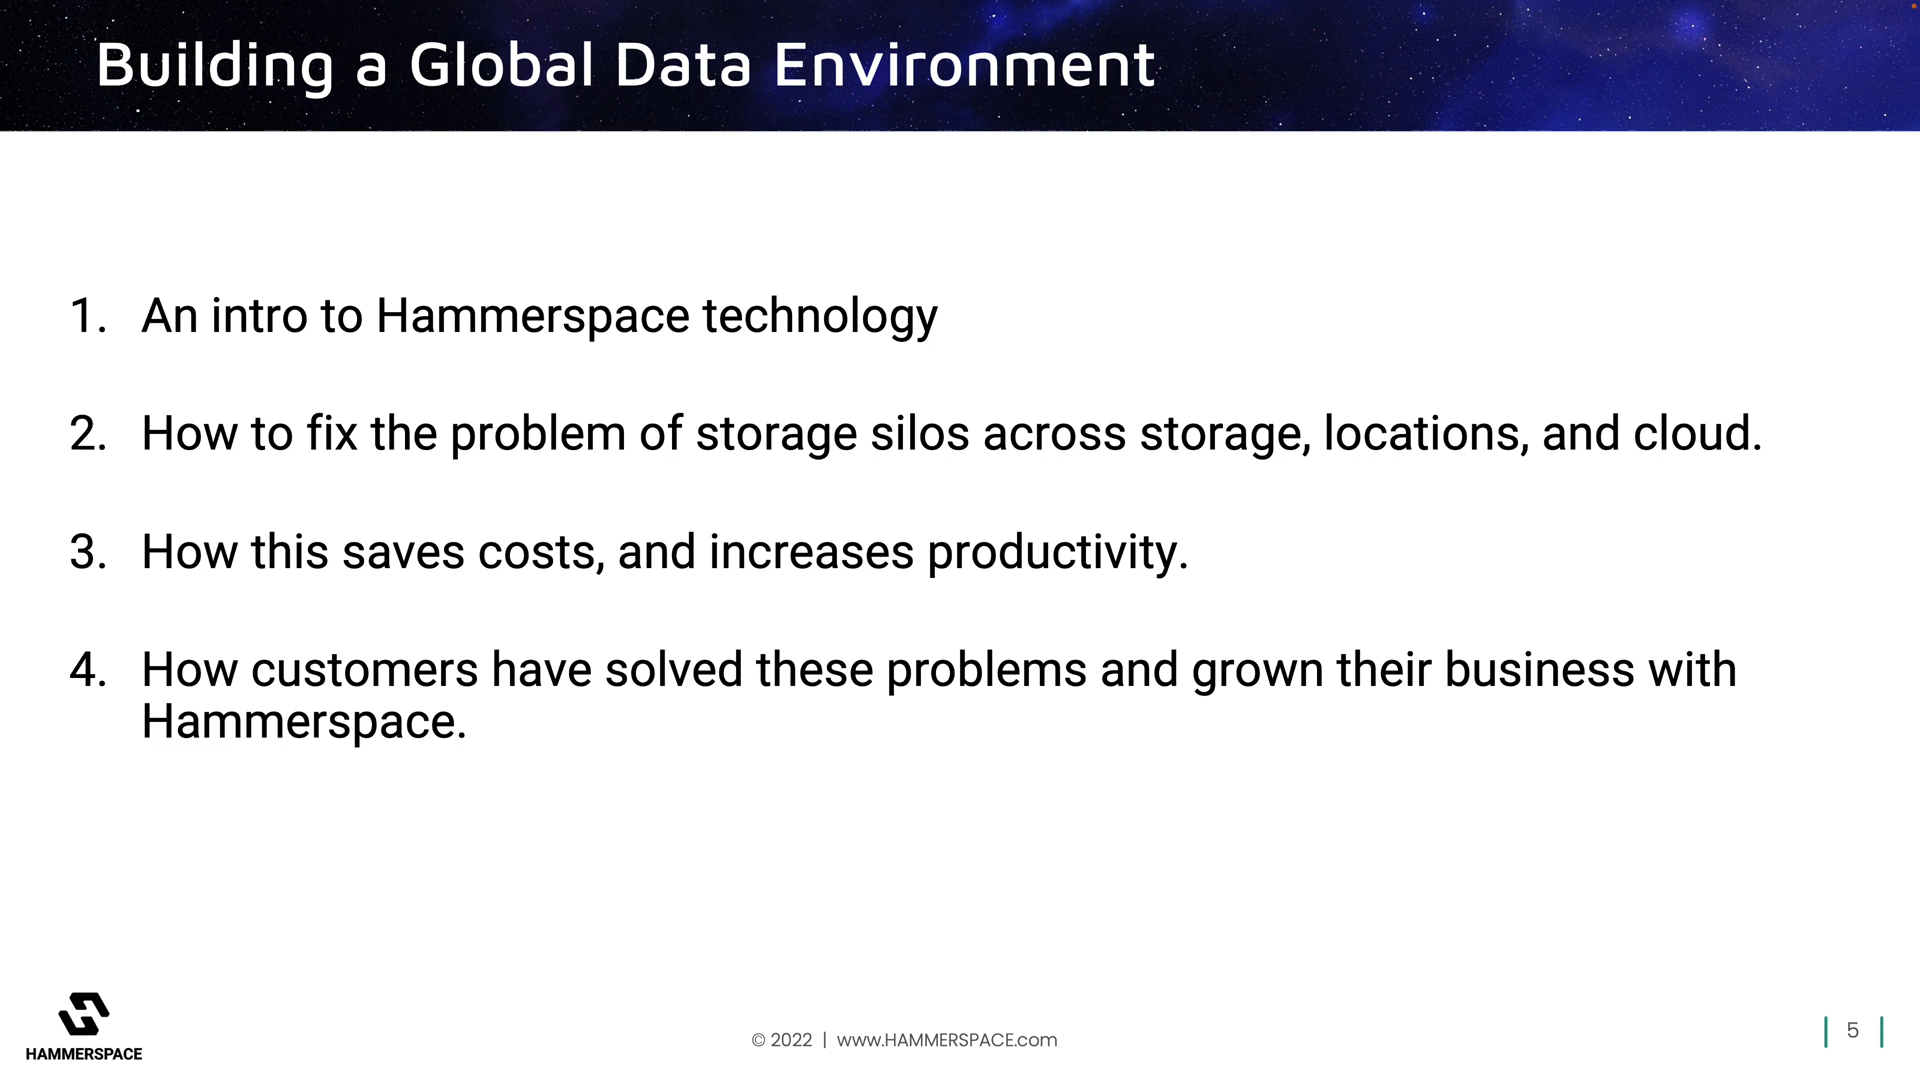 Building a Global Data Environment
1. An intro to Hammerspace technology
2. How to fix the problem of storage silos across storage, locations, and cloud.
3. How this saves costs, and increases productivity.
4. How customers have solved these problems and grown their business with
Hammerspace.
HAMMERSPACE
© 2022 | www.HAMMERSPACE.com
| 5 |